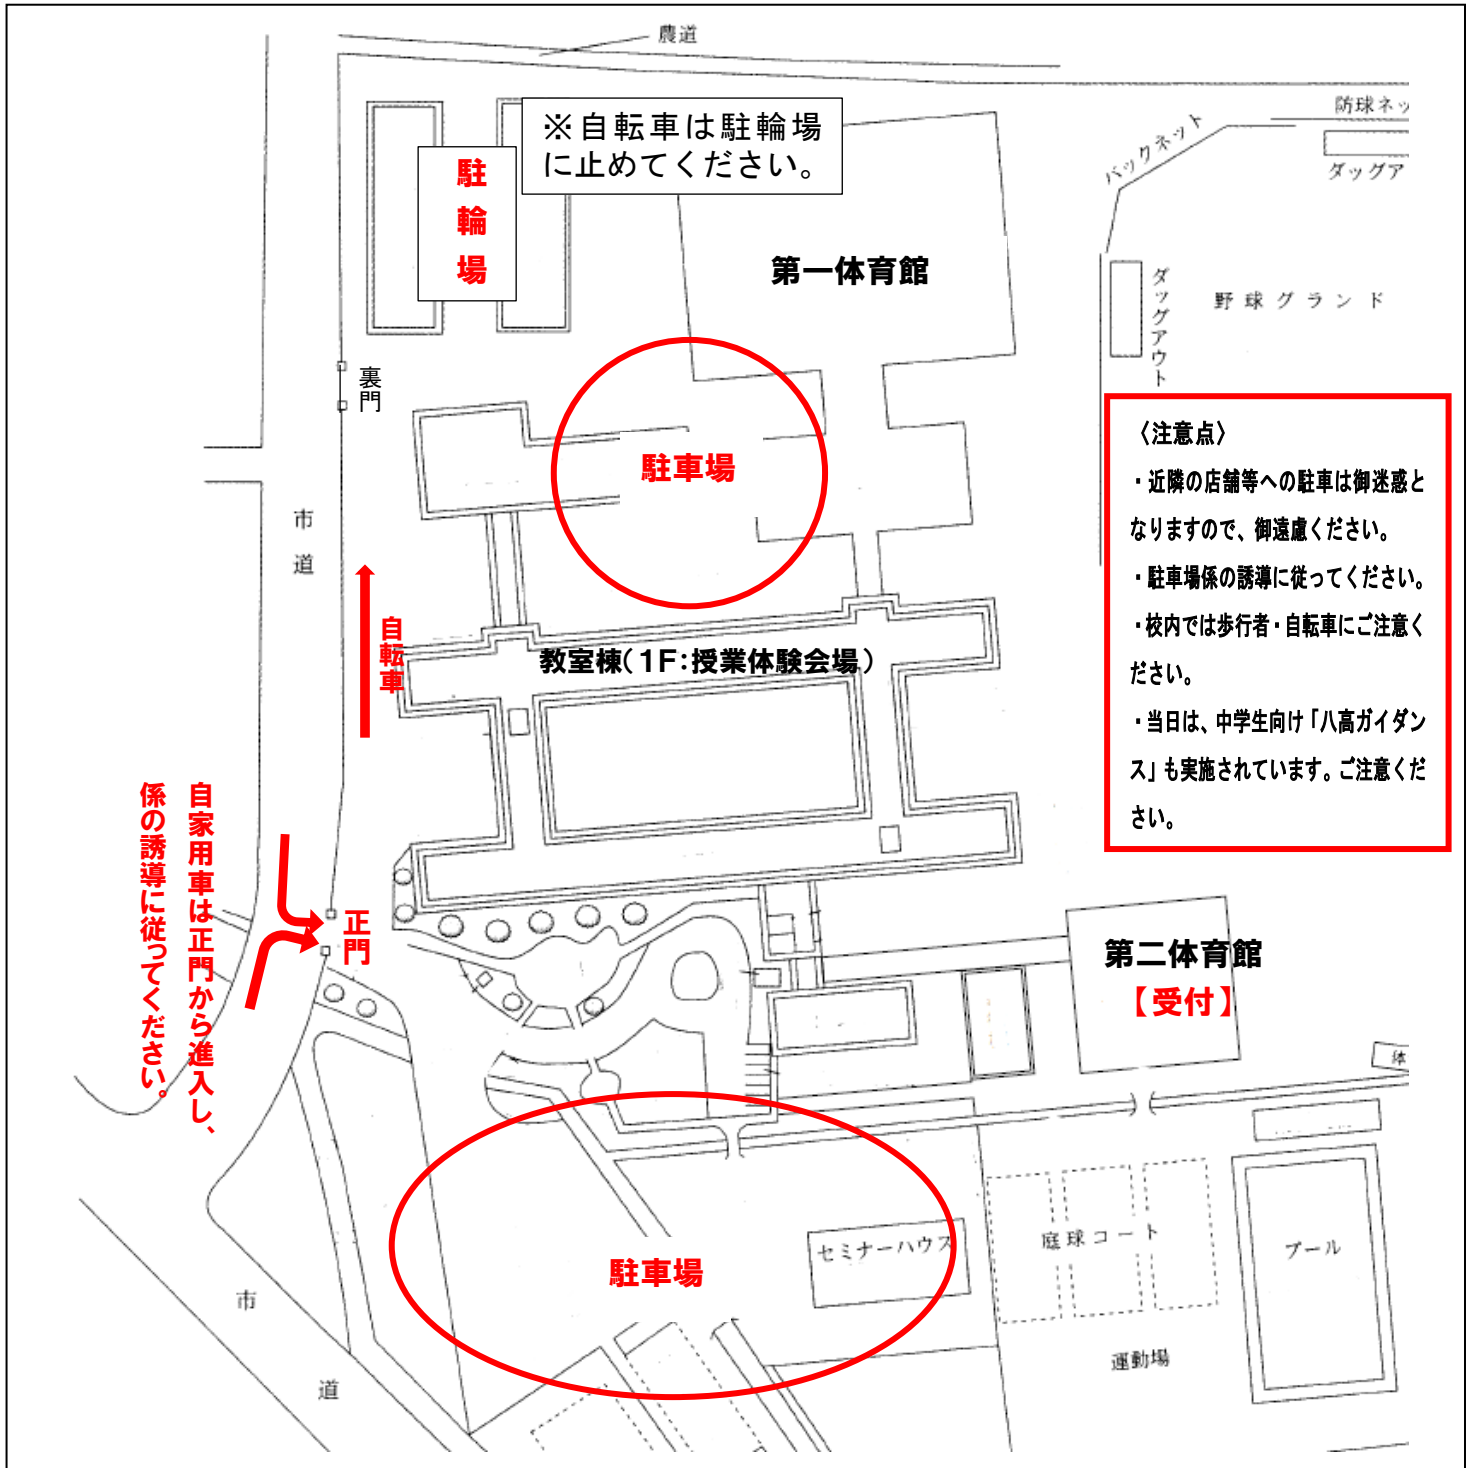 農道
※自転車は駐輪場
に止めてください。
駐輪場
防球ネッ
バックネット
ダッグア
第一体育館
ダッグアウト
野球グランド
裏門
駐車場
〈注意点〉
・近隣の店舗等への駐車は御迷惑と
なりますので、御遠慮ください。
・駐車場係の誘導に従ってください。
・校内では歩行者・自転車にご注意く
ださい。
・当日は、中学生向け「八高ガイダン
ス」も実施されています。ご注意くだ
さい。
市道
自転車
教室棟(1F:授業体験会場)
自家用車は正門から進入し、
係の誘導に従ってください。
正門
第二体育館
【受付】
体
駐車場
セミナーハウス
庭球コート
プール
運動場
市道